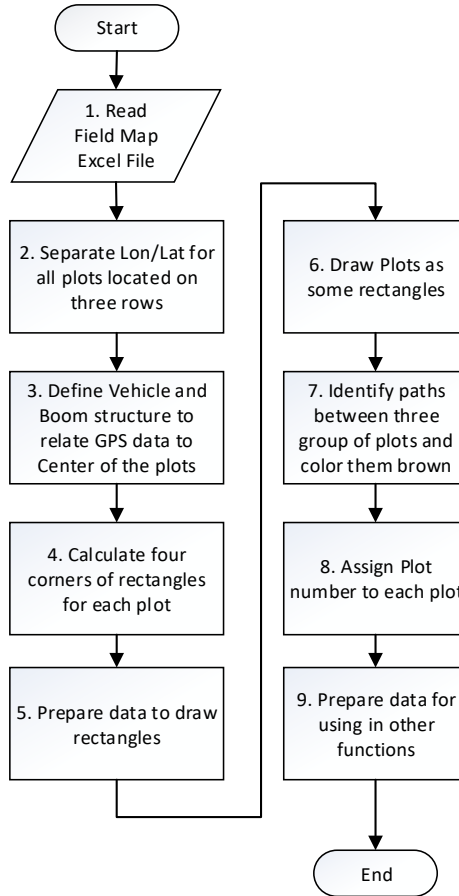 Start
1. Read
Field Map
Excel File
2. Separate Lon/Lat for
all plots located on
three rows
3. Define Vehicle and
Boom structure to
relate GPS data to
Center of the plots
4. Calculate four
corners of rectangles
for each plot
5. Prepare data to draw
rectangles
6. Draw Plots as
some rectangles
7. Identify paths
between three
group of plots and
color them brown
8. Assign Plot
number to each plot
9. Prepare data for
using in other
functions
End